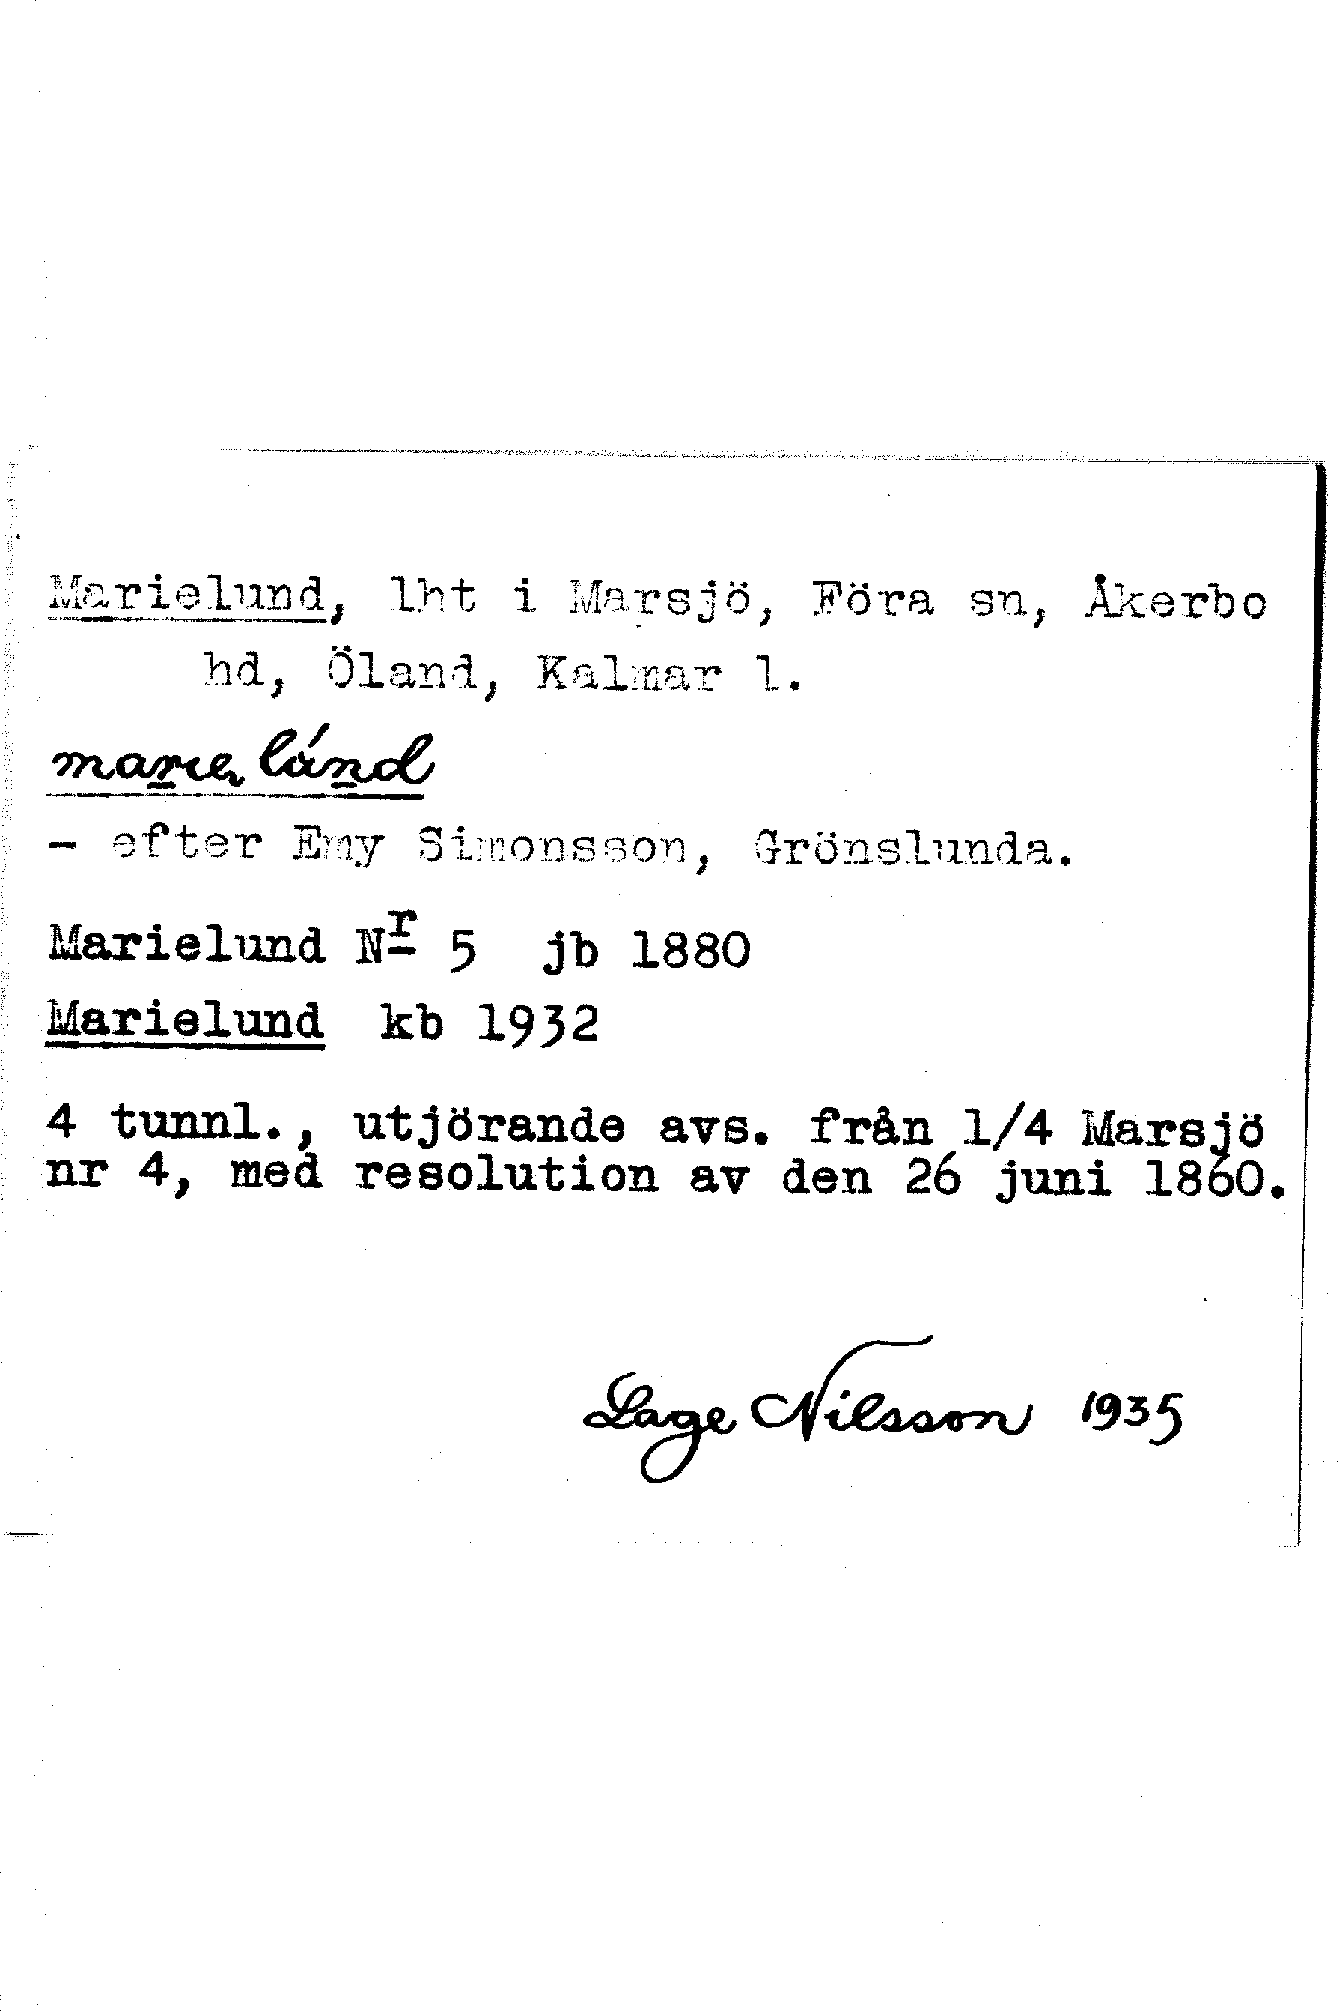 Marielund, lht i Marsjö, Föra sn, Åkerbo
hd, Öland, Kalmar l.
- efter Emy Simonsson, Grönslunda.
Marielund Nr 5 jb 1880
Marielund kb 1932
4 tunnl., utjörande avs. från 1/4 Marsjö
nr 4, med resolution av den 26 juni 1860.
Lage Nilsson 1935